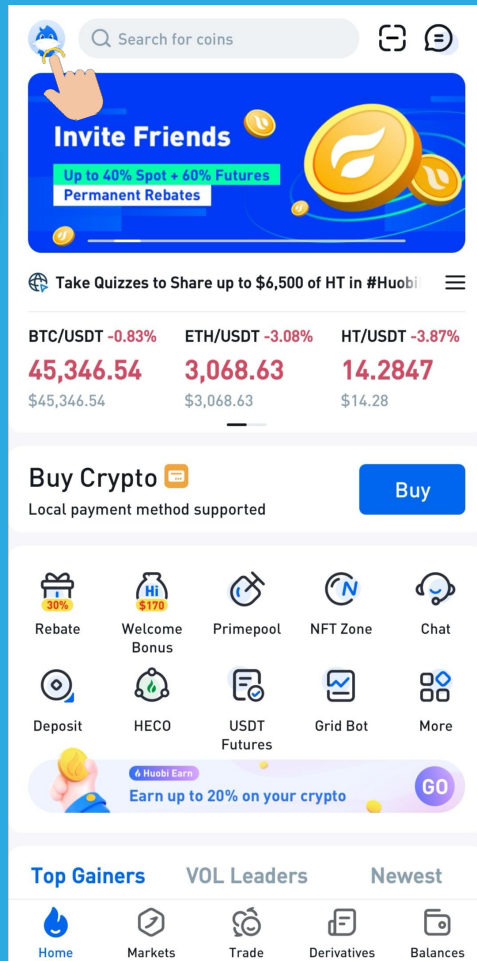 Search for coins
Invite Friends
Up to 40% Spot + 60% Futures
Permanent Rebates
Take Quizzes to Share up to $6,500 of HT in #Huobi
BTC/USDT -0.83%
ETH/USDT -3.08%
HT/USDT -3.87%
45,346.54
3,068.63
14.2847
$45,346.54
$3,068.63
$14.28
Buy Crypto
Buy
Local payment method supported
30%
Hi
$170
N
Rebate
Welcome
Bonus
Primepool
NFT Zone
Chat
Deposit
HECO
USDT
Futures
Grid Bot
More
Huobi Earn
Earn up to 20% on your crypto
GO
Top Gainers
VOL Leaders
Newest
Home
Markets
Trade
Derivatives
Balances